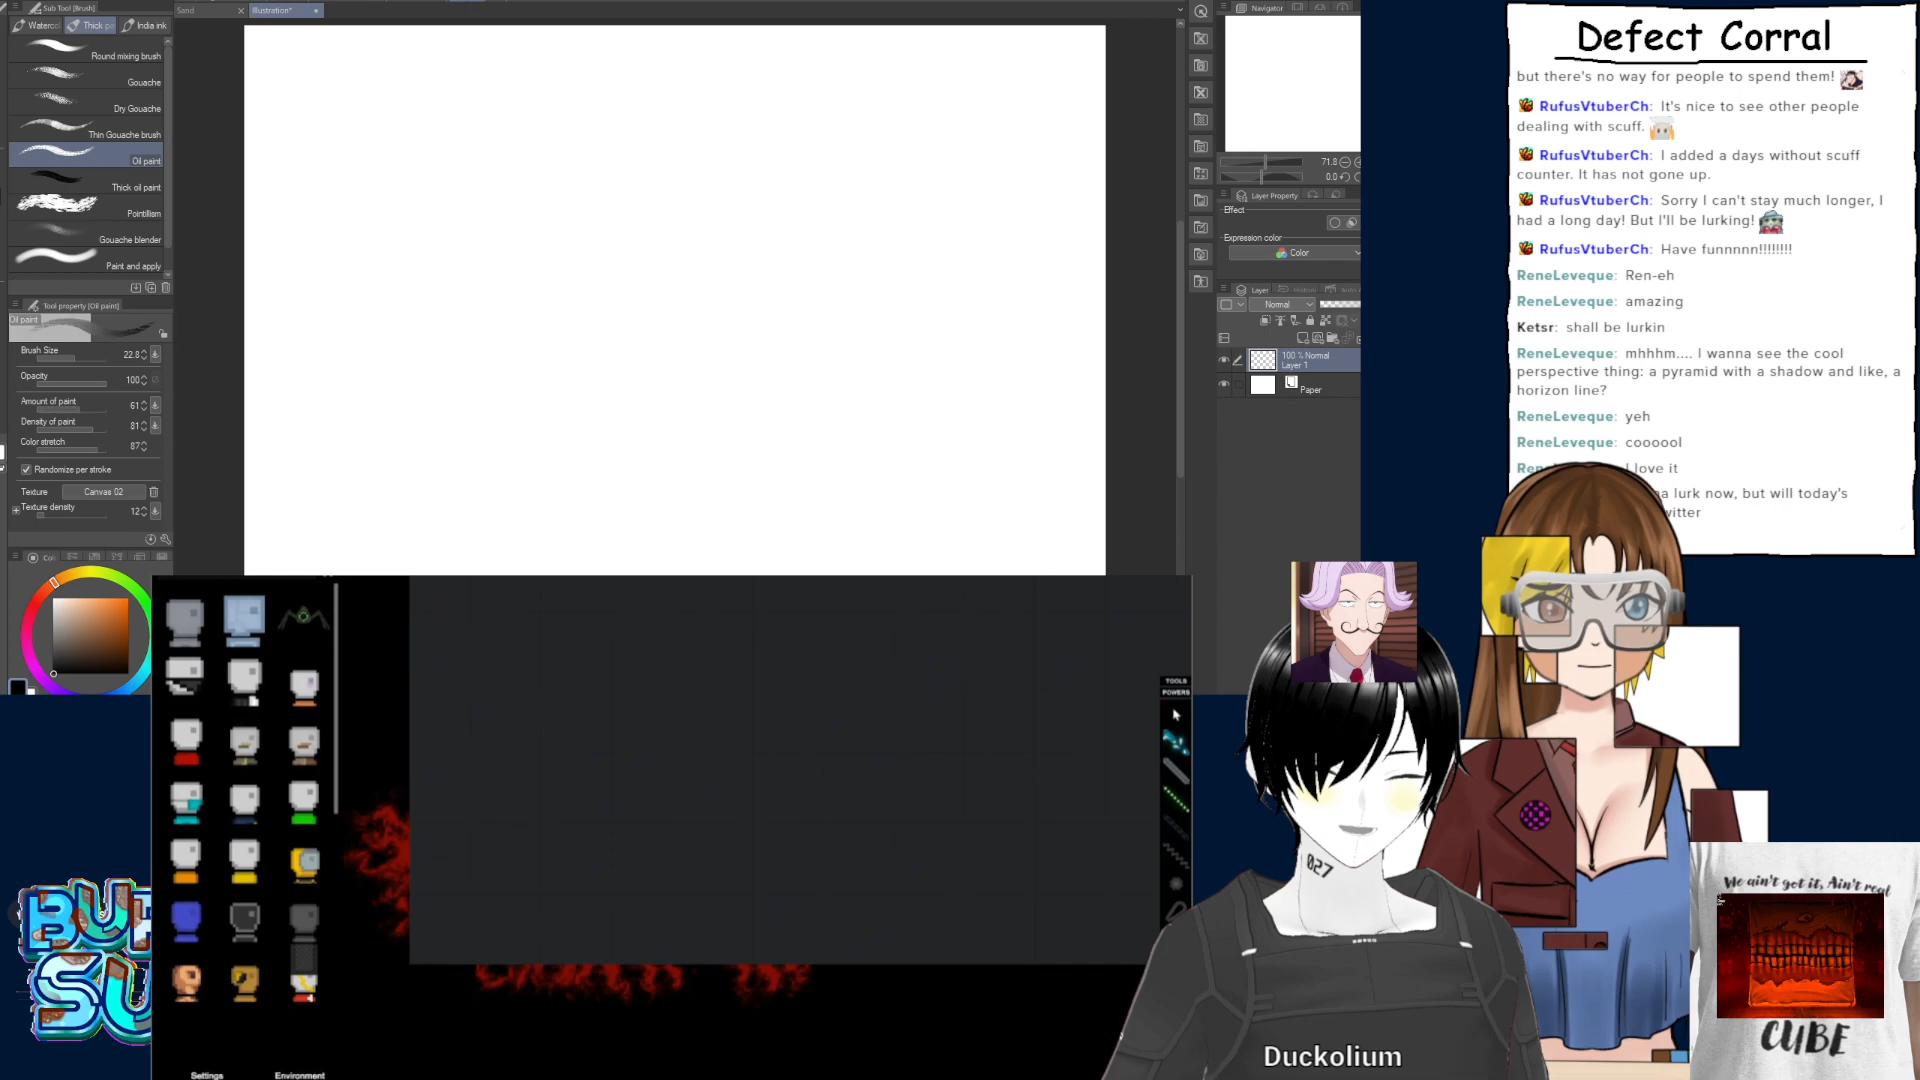 Sub Tool [Brush]
Sand
Illustration*
Navigator
Thick
India ink
Round mixing brush
Gouache
Dry Gouache
Thin Gouache brush
Oil paint
Thick oil paint
Pointillism
Gouache blender
Paint and apply
Tool property [Oil paint]
Oil paint
Brush Size
22.8
Opacity
100
Amount of paint
61
Density of paint
81
Color stretch
87
Randomize per stroke
Texture
Canvas 02
Texture density
12
71.8
0.0
Layer Property
Effect
Expression color
Color
Layer
Normal
100 % Normal
Layer 1
Paper
Defect Corral
but there's no way for people to spend them!
RufusVtuberCh: It's nice to see other people
dealing with scuff.
RufusVtuberCh: I added a days without scuff
counter. It has not gone up.
RufusVtuberCh: Sorry I can't stay much longer, I
had a long day! But I'll be lurking!
RufusVtuberCh: Have funnnnn!!!!!!!!
ReneLeveque: Ren-eh
ReneLeveque: amazing
Ketsr: shall be lurkin
ReneLeveque: mhhhm.... I wanna see the cool
perspective thing: a pyramid with a shadow and like, a
horizon line?
ReneLeveque: yeh
ReneLeveque: coooool
I love it
lurk now, but will today's
TOOLS
POWERS
Settings
Environment
027
Duckolium
We ain't got it, Ain't real
CUBE